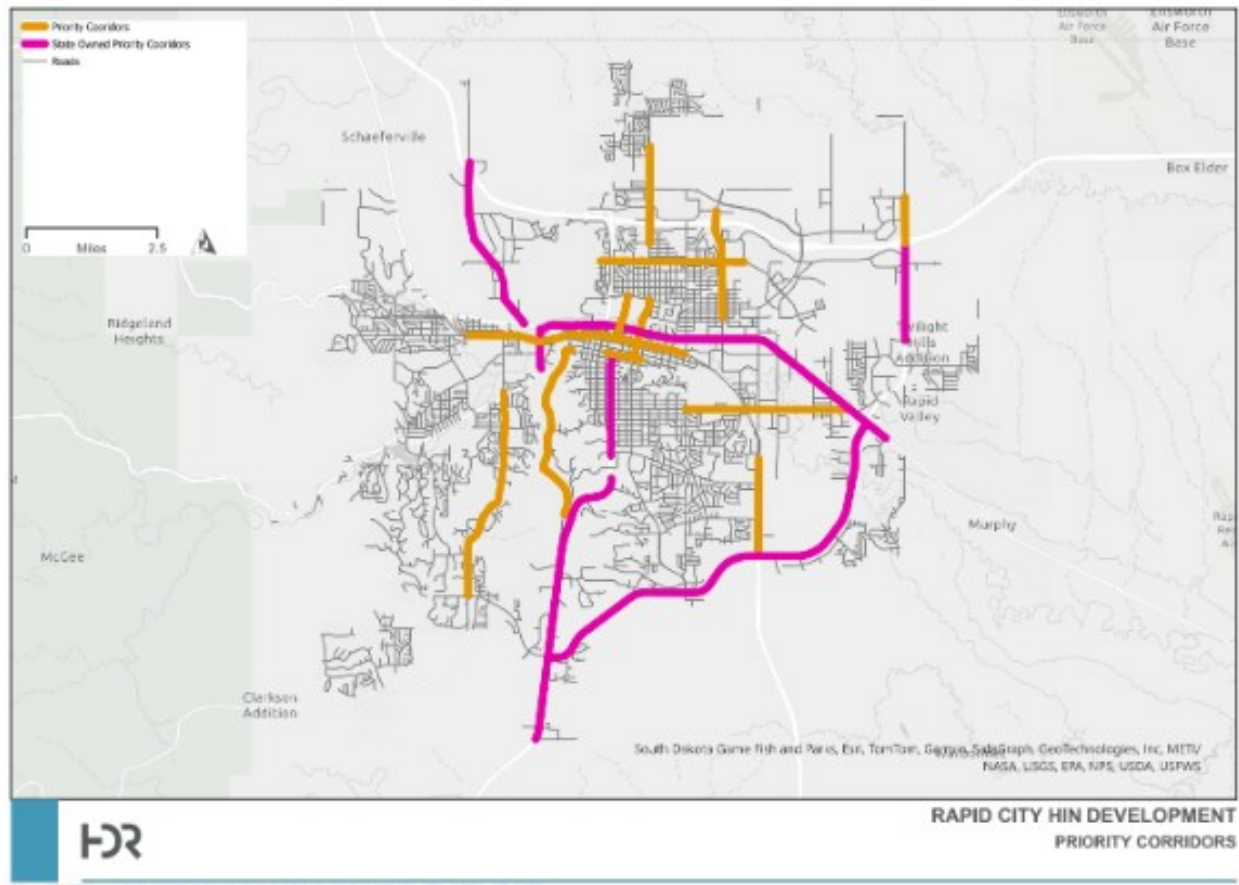 Priority Cooridors
State Owned Priority Cooridors
Roads
0 Miles 2.5
Ellsworth
Air Force
Base
Ellsworth
Air Force
Base
Schaeferville
Box Elder
Ridgeland
Heights
Twilight
Hills
Addition
Rapid
Valley
Murphy
McGee
Clarkson
Addition
South Dakota Game Fish and Parks, Esri, TomTom, Garmin, SafeGraph, GeoTechnologies, Inc, METI/
NASA, USGS, EPA, NPS, USDA, USFWS
HDR
RAPID CITY HIN DEVELOPMENT
PRIORITY CORRIDORS